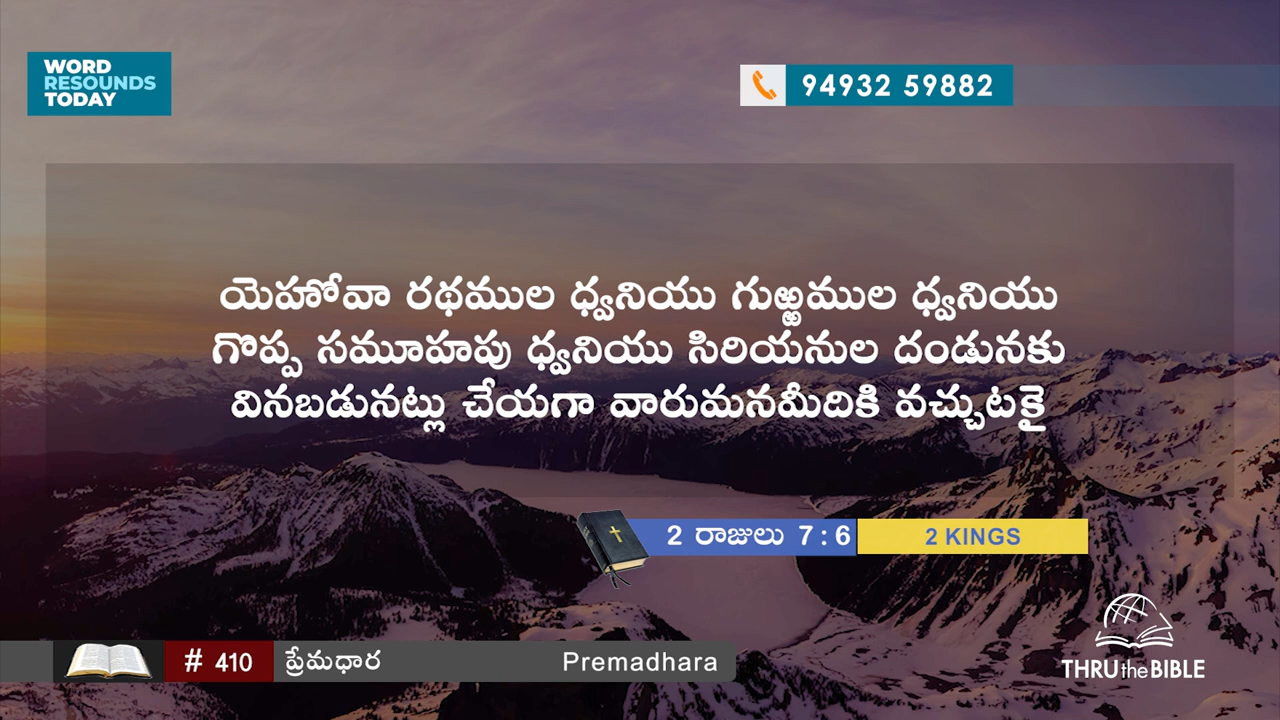 WORD
RESOUNDS
TODAY
94932 59882
యెహోవా రథముల ధ్వనియు గుఱ్ఱముల ధ్వనియు
గొప్ప సమూహపు ధ్వనియు సిరియనుల దండునకు
వినబడునట్లు చేయగా వారుమనమీదికి వచ్చుటకై
2 రాజులు 7 : 6 2 KINGS
# 410 ప్రేమధార Premadhara
THRU the BIBLE